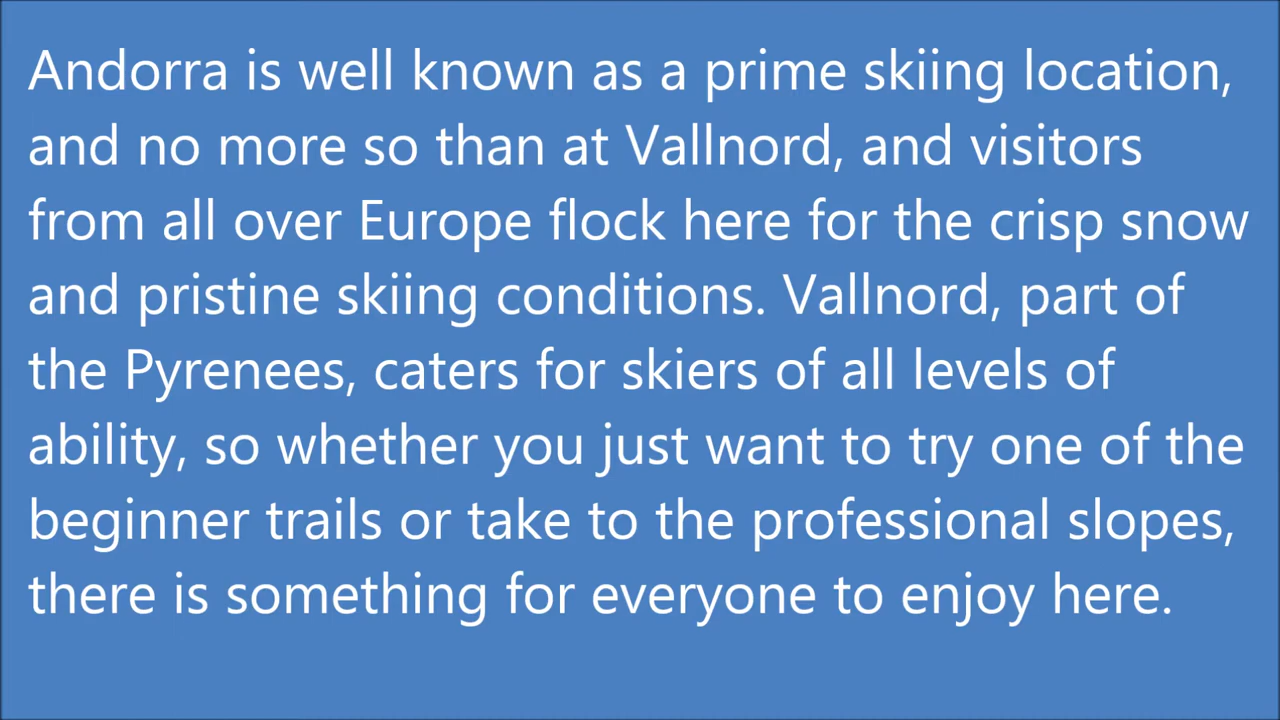 Andorra is well known as a prime skiing location,
and no more so than at Vallnord, and visitors
from all over Europe flock here for the crisp snow
and pristine skiing conditions. Vallnord, part of
the Pyrenees, caters for skiers of all levels of
ability, so whether you just want to try one of the
beginner trails or take to the professional slopes,
there is something for everyone to enjoy here.